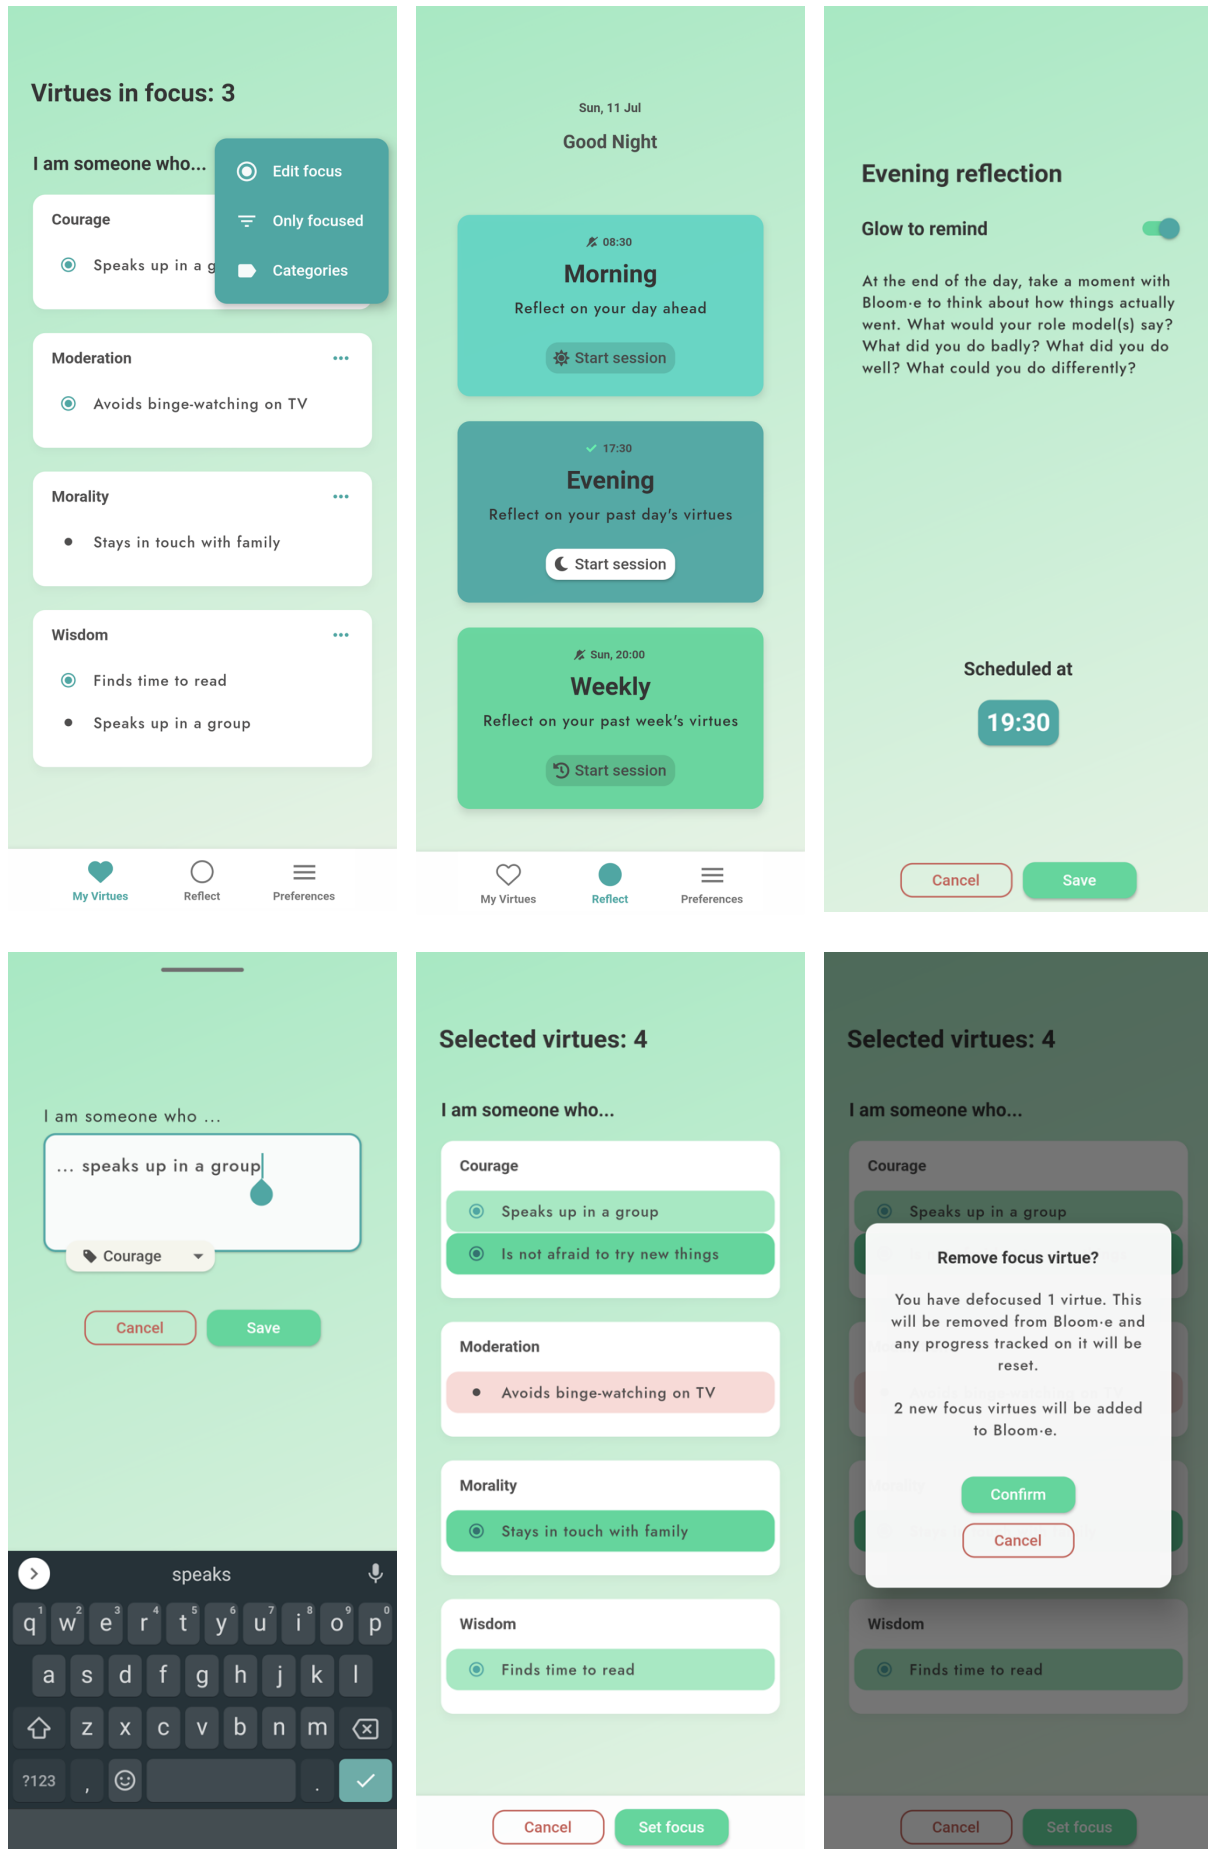 Virtues in focus: 3
I am someone who...
Edit focus
Only focused
Categories
Courage
Speaks up in a g
Moderation
Avoids binge-watching on TV
Morality
Stays in touch with family
Wisdom
Finds time to read
Speaks up in a group
My Virtues
Reflect
Preferences
Sun, 11 Jul
Good Night
08:30
Morning
Reflect on your day ahead
Start session
17:30
Evening
Reflect on your past day's virtues
Start session
Sun, 20:00
Weekly
Reflect on your past week's virtues
Start session
My Virtues
Reflect
Preferences
Evening reflection
Glow to remind
At the end of the day, take a moment with
Bloom·e to think about how things actually
went. What would your role model(s) say?
What did you do badly? What did you do
well? What could you do differently?
Scheduled at
19:30
Cancel
Save
I am someone who ...
... speaks up in a group
Courage
Cancel
Save
speaks
q1 w2 e3 r4 t5 y6 u7 i8 o9 p0
a s d f g h j k l
z x c v b n m
?123 , .
Selected virtues: 4
I am someone who...
Courage
Speaks up in a group
Is not afraid to try new things
Moderation
Avoids binge-watching on TV
Morality
Stays in touch with family
Wisdom
Finds time to read
Cancel
Set focus
Selected virtues: 4
I am someone who...
Courage
Speaks up in a group
Remove focus virtue?
You have defocused 1 virtue. This
will be removed from Bloom·e and
any progress tracked on it will be
reset.
2 new focus virtues will be added
to Bloom·e.
Confirm
Cancel
Wisdom
Finds time to read
Cancel
Set focus